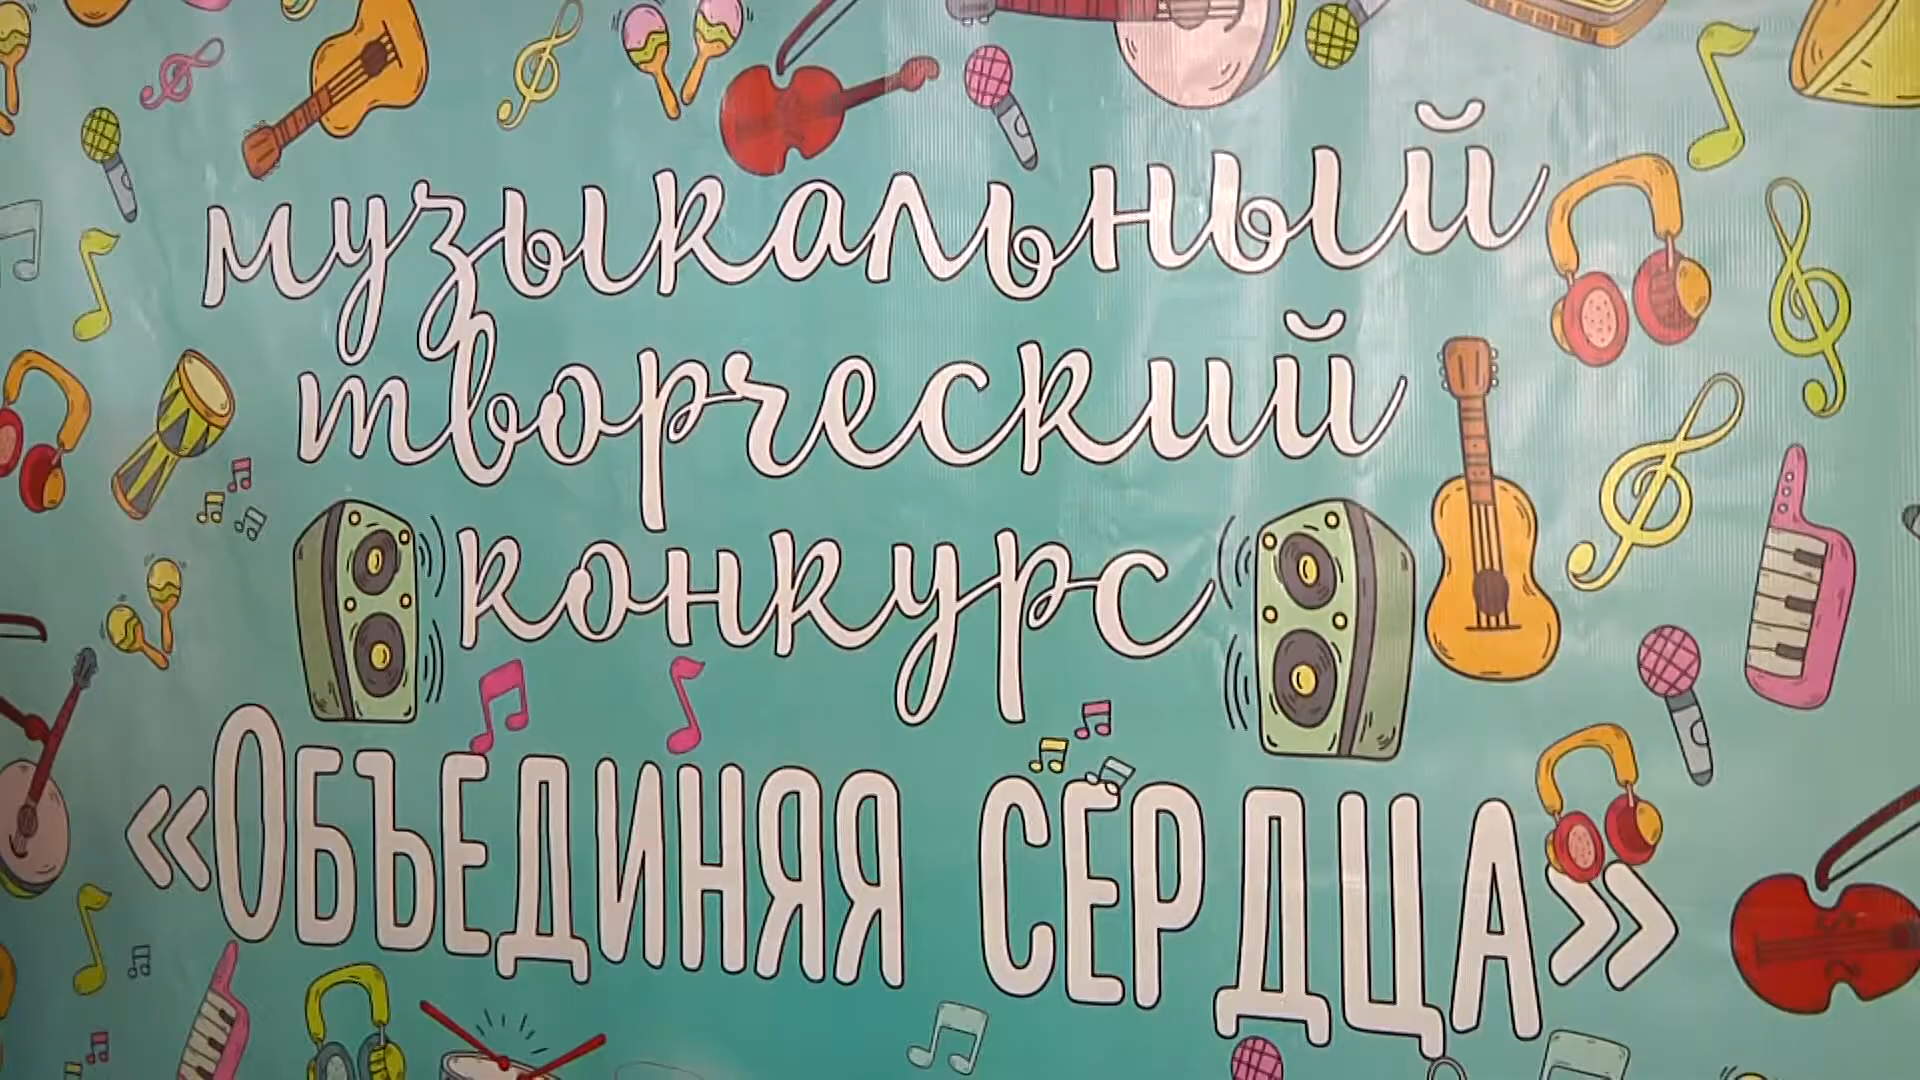 музыкальный
творческий
конкурс
«Объединяя сердца»